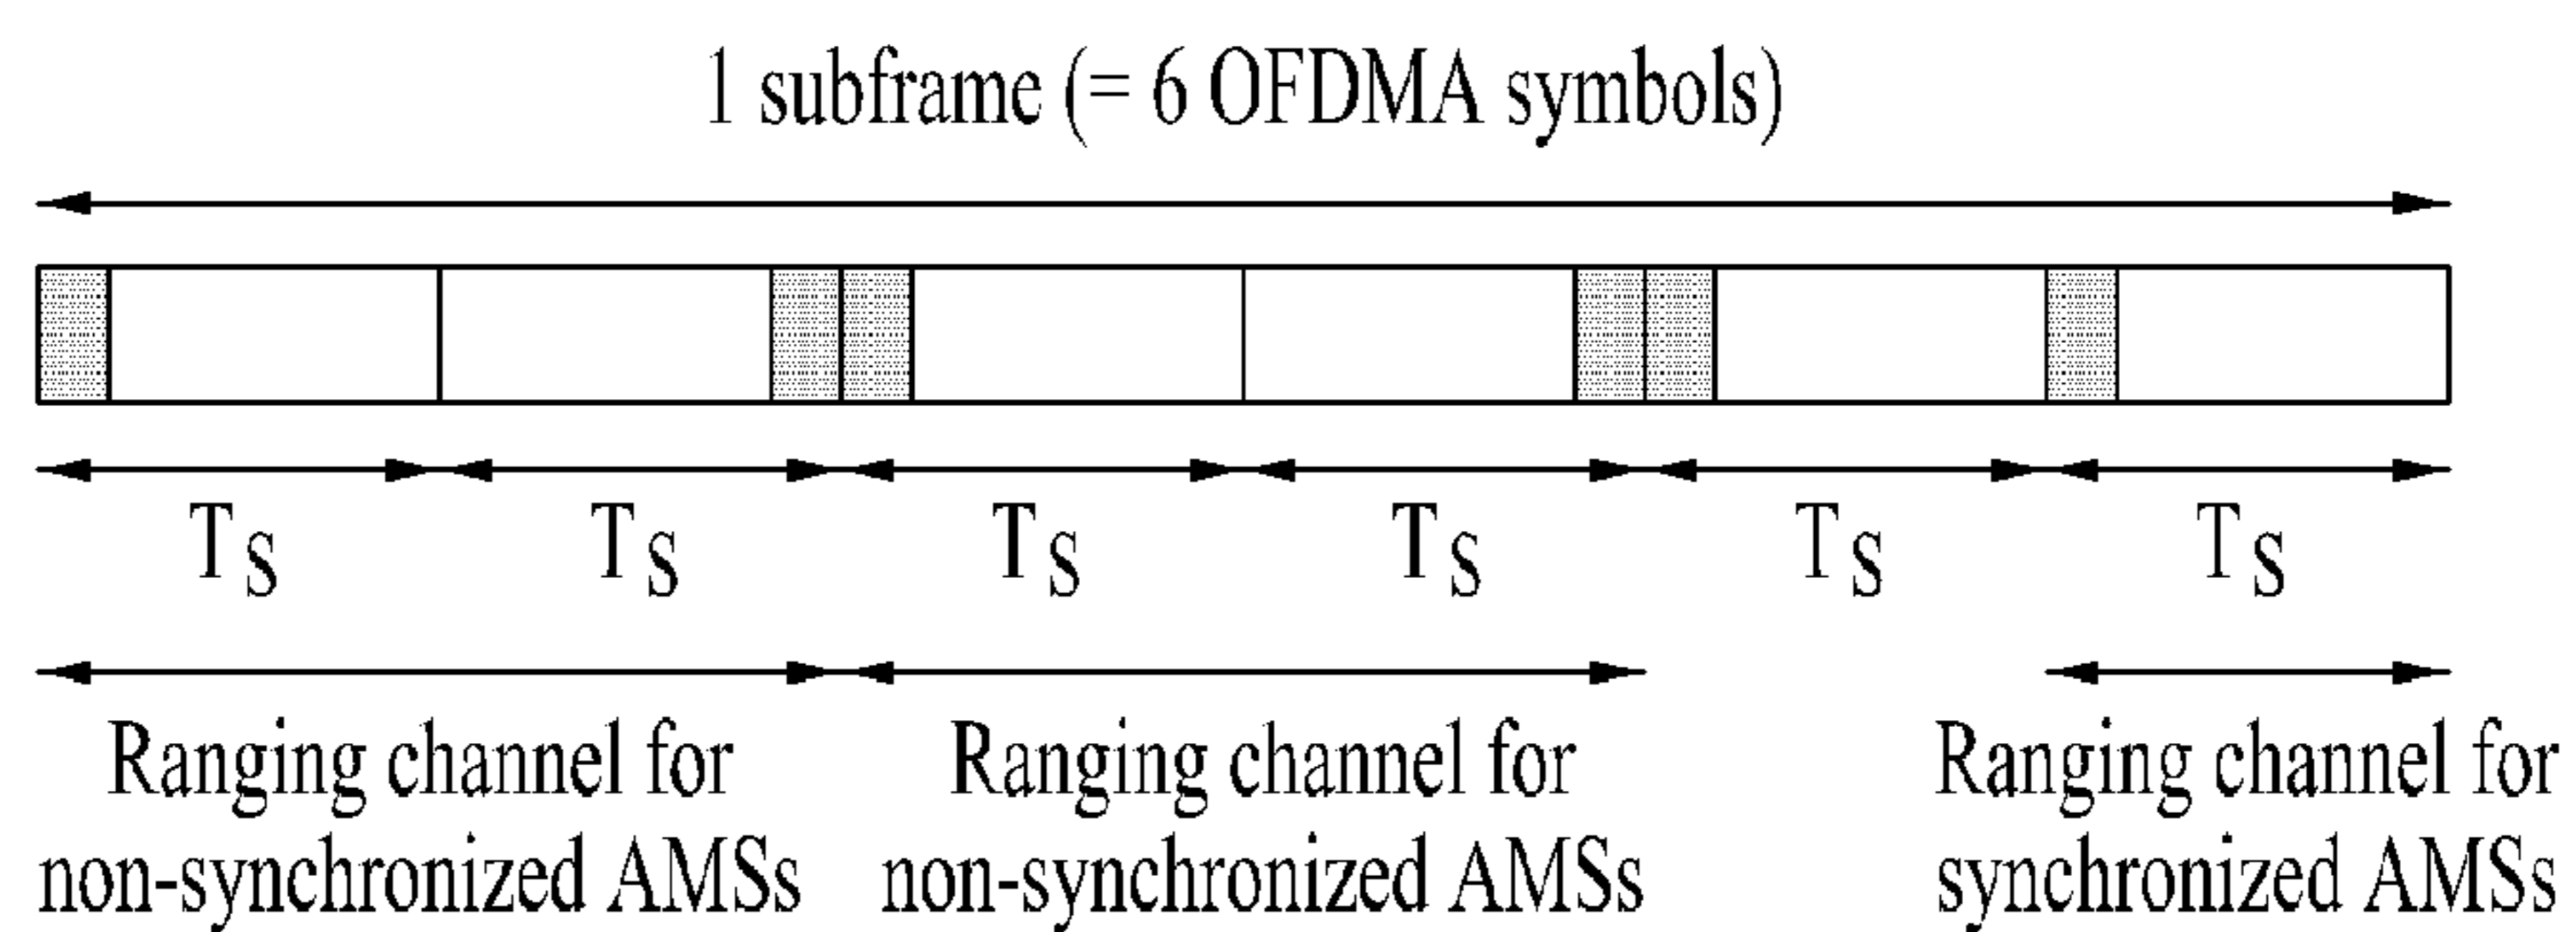 1 subframe (= 6 OFDMA symbols)
TS TS TS TS TS TS
Ranging channel for
non-synchronized AMSs
Ranging channel for
non-synchronized AMSs
Ranging channel for
synchronized AMSs